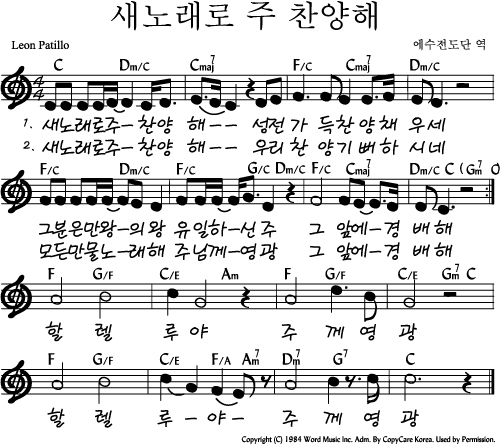 새노래로 주 찬양해
Leon Patillo 예수전도단 역
C Dm/C Cmaj7 F/C Cmaj7 Dm/C
1. 새노래로주- 찬양 해-- 성전 가 득찬 양채 우세
2. 새노래로주- 찬양 해-- 우리 찬 양기 뻐하 시네
F/C Dm/C F/C G/C Dm/C F/C Cmaj7 Dm/C C (Gm7 C)
그분은만왕-의왕 유일하-신주 그 앞에-경 배해
모든만물노-래해 주님께-영광 그 앞에-경 배해
F G/F C/E Am F G/F C/E Gm7 C
할 렐 루 야 주 께 영 광
F G/F C/E F/A Am7 Dm7 G7 C
할 렐 루-야- 주 께 영 광
Copyright (C) 1984 Word Music Inc. Adm. By CopyCare Korea. Used by Permission.